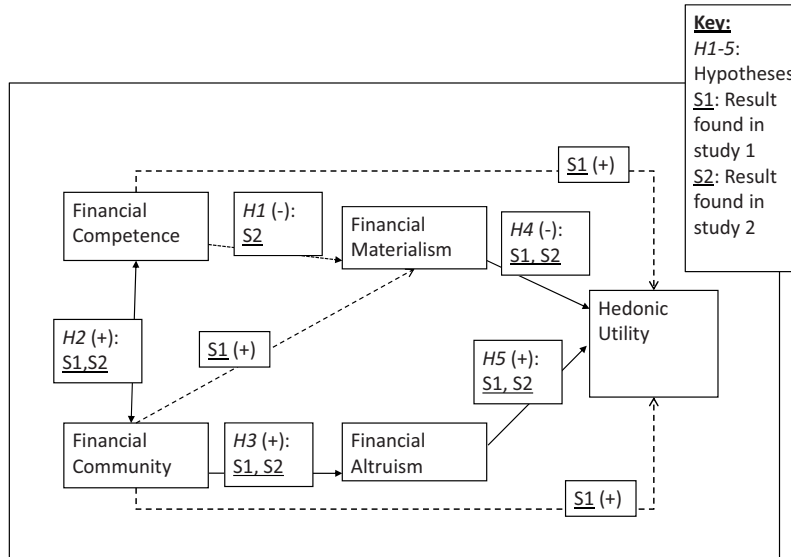 Key:
H1-5:
Hypotheses
S1: Result
found in
study 1
S2: Result
found in
study 2
S1 (+)
Financial
Competence
H1 (-):
S2
Financial
Materialism
H4 (-):
S1, S2
Hedonic
Utility
H2 (+):
S1,S2
S1 (+)
H5 (+):
S1, S2
Financial
Community
H3 (+):
S1, S2
Financial
Altruism
S1 (+)